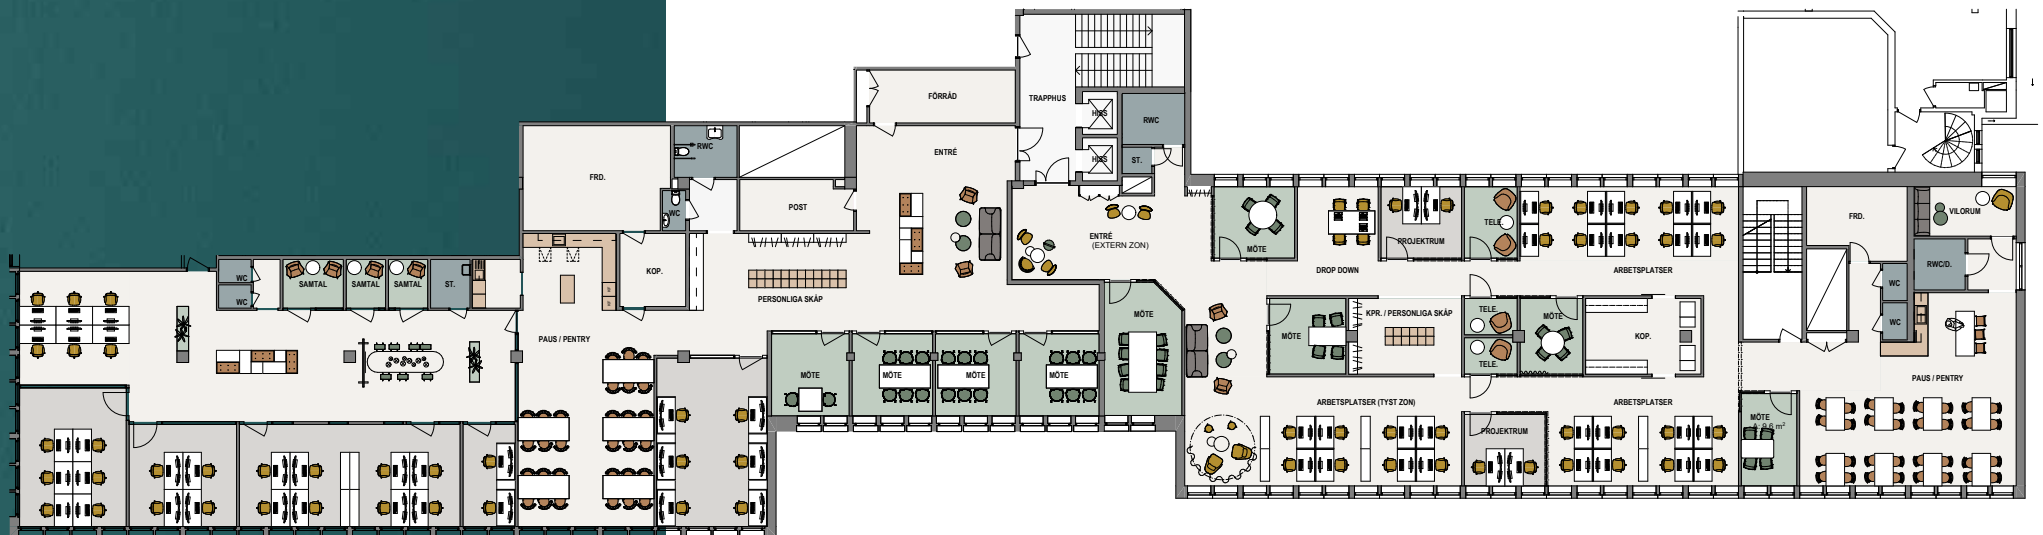 FÖRRÅD
TRAPPHUS
HISS
RWC
HISS
ST.
ENTRÉ
RWC
FRD.
WC
POST
KOP.
PERSONLIGA SKÅP
WC
WC
SAMTAL
SAMTAL
SAMTAL
ST.
PAUS / PENTRY
MÖTE
MÖTE
MÖTE
MÖTE
MÖTE
ENTRÉ
(EXTERN ZON)
MÖTE
DROP DOWN
PROJEKTRUM
TELE.
ARBETSPLATSER
MÖTE
KPR. / PERSONLIGA SKÅP
TELE.
TELE.
MÖTE
KOP.
ARBETSPLATSER (TYST ZON)
PROJEKTRUM
ARBETSPLATSER
FRD.
VILORUM
RWC/D.
WC
WC
PAUS / PENTRY
MÖTE
A: 9,6 m²